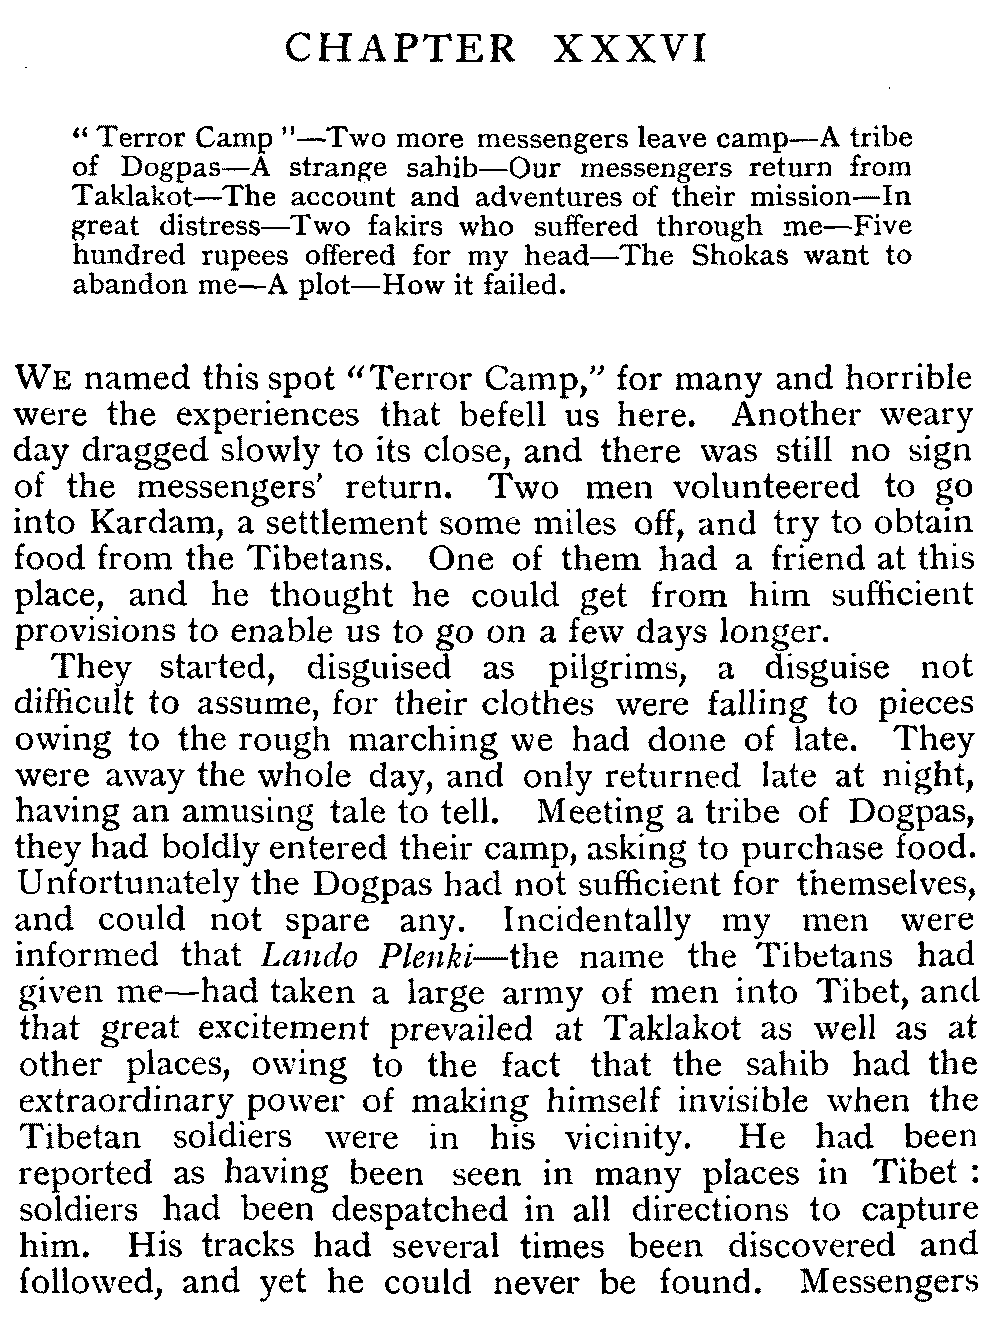 CHAPTER XXXVI
“ Terror Camp ”—Two more messengers leave camp—A tribe
of Dogpas—A strange sahib—Our messengers return from
Taklakot—The account and adventures of their mission—In
great distress—Two fakirs who suffered through me—Five
hundred rupees offered for my head—The Shokas want to
abandon me—A plot—How it failed.
WE named this spot “Terror Camp,” for many and horrible
were the experiences that befell us here. Another weary
day dragged slowly to its close, and there was still no sign
of the messengers’ return. Two men volunteered to go
into Kardam, a settlement some miles off, and try to obtain
food from the Tibetans. One of them had a friend at this
place, and he thought he could get from him sufficient
provisions to enable us to go on a few days longer.
They started, disguised as pilgrims, a disguise not
difficult to assume, for their clothes were falling to pieces
owing to the rough marching we had done of late. They
were away the whole day, and only returned late at night,
having an amusing tale to tell. Meeting a tribe of Dogpas,
they had boldly entered their camp, asking to purchase food.
Unfortunately the Dogpas had not sufficient for themselves,
and could not spare any. Incidentally my men were
informed that Lando Plenki—the name the Tibetans had
given me—had taken a large army of men into Tibet, and
that great excitement prevailed at Taklakot as well as at
other places, owing to the fact that the sahib had the
extraordinary power of making himself invisible when the
Tibetan soldiers were in his vicinity. He had been
reported as having been seen in many places in Tibet :
soldiers had been despatched in all directions to capture
him. His tracks had several times been discovered and
followed, and yet he could never be found. Messengers